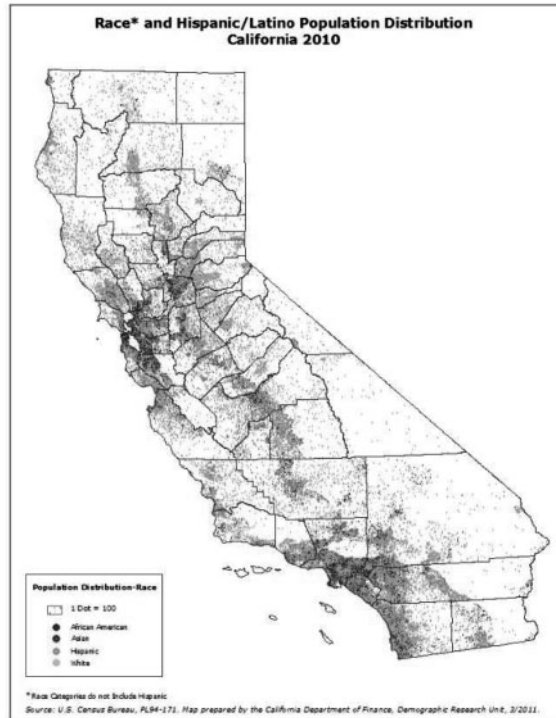 Race* and Hispanic/Latino Population Distribution
California 2010
Population Distribution-Race
1 Dot = 100
African American
Asian
Hispanic
White
*Race Categories do not Include Hispanic
Source: U.S. Census Bureau, PL94-171. Map prepared by the California Department of Finance, Demographic Research Unit, 3/2011.